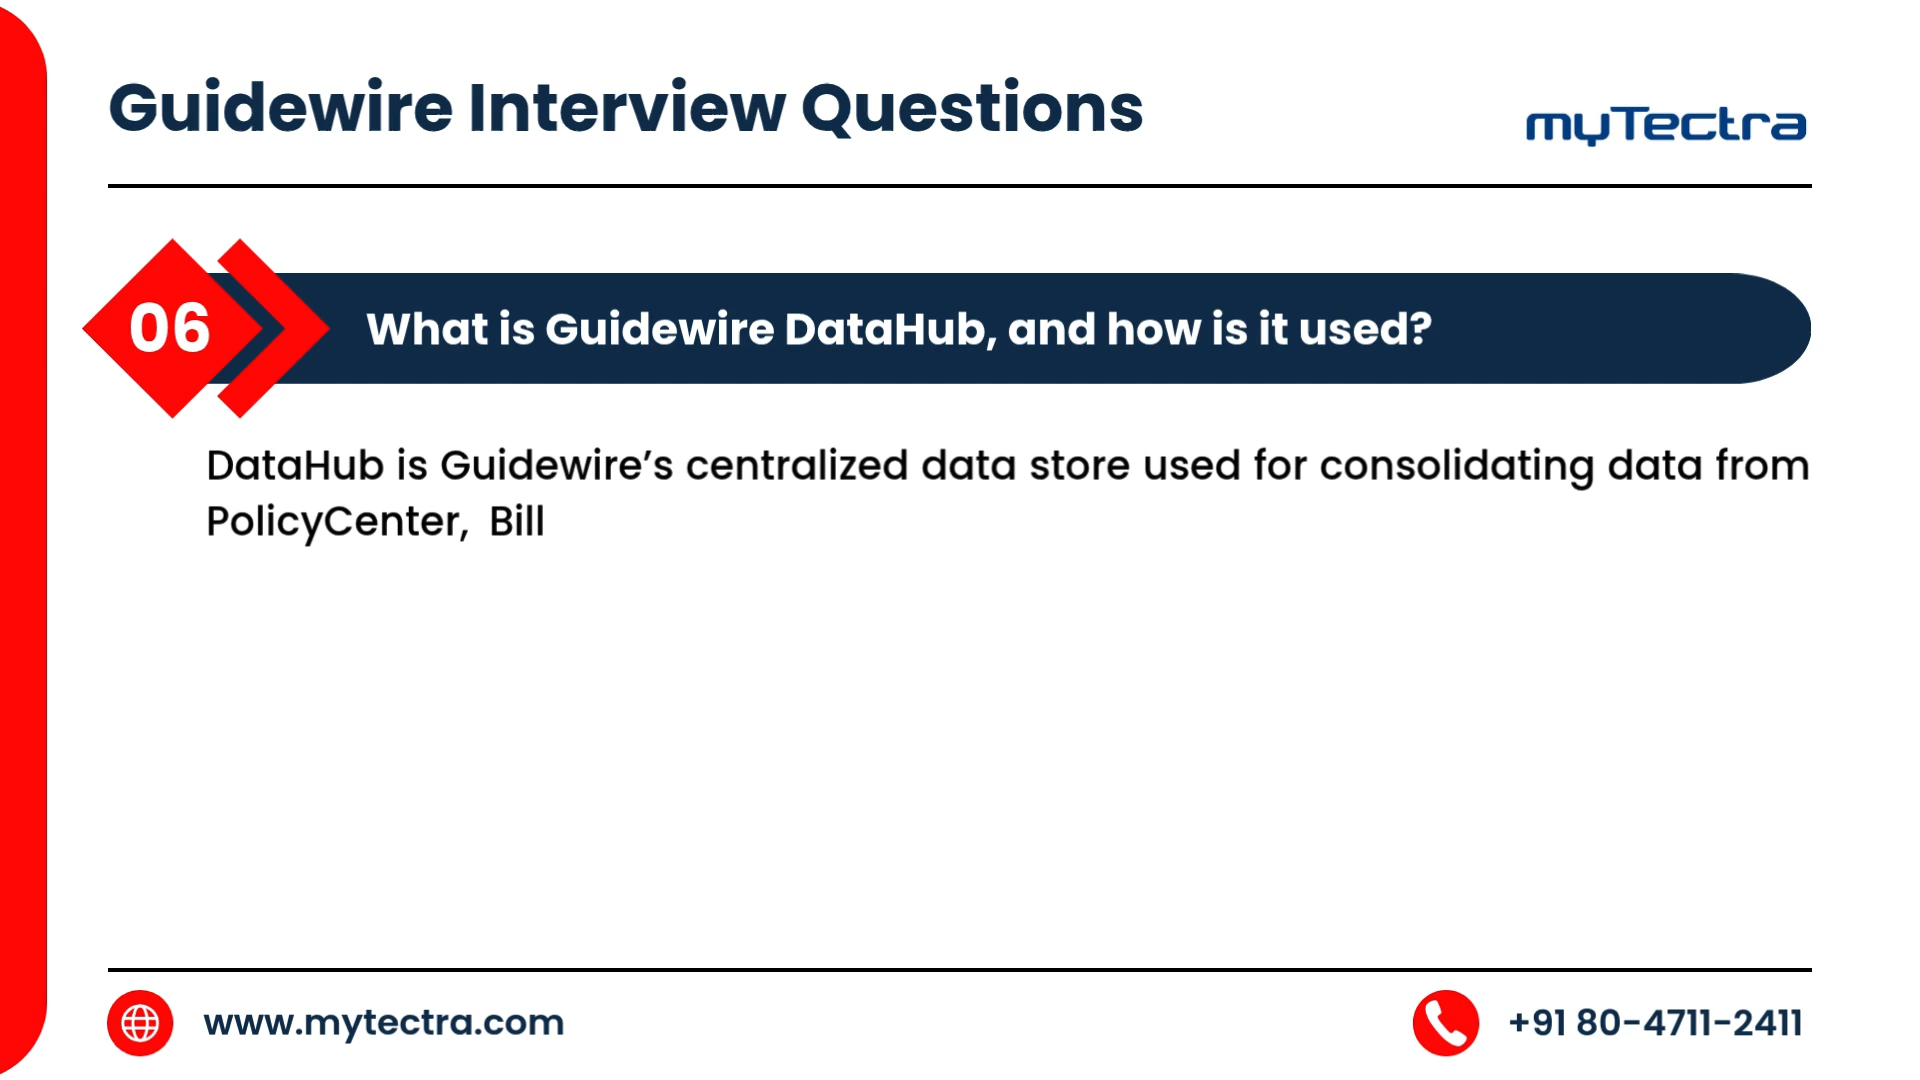 Guidewire Interview Questions
myTectra
06
What is Guidewire DataHub, and how is it used?
DataHub is Guidewire’s centralized data store used for consolidating data from
PolicyCenter, Bill
www.mytectra.com
+91 80-4711-2411